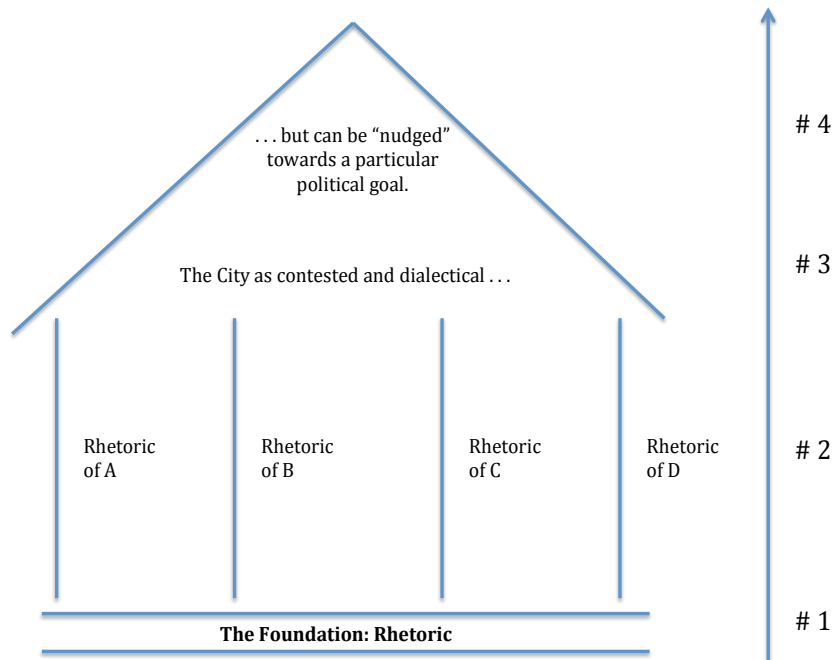 . . . but can be “nudged”
towards a particular
political goal.
# 4
The City as contested and dialectical . . .
# 3
Rhetoric
of A
Rhetoric
of B
Rhetoric
of C
Rhetoric
of D
# 2
The Foundation: Rhetoric
# 1